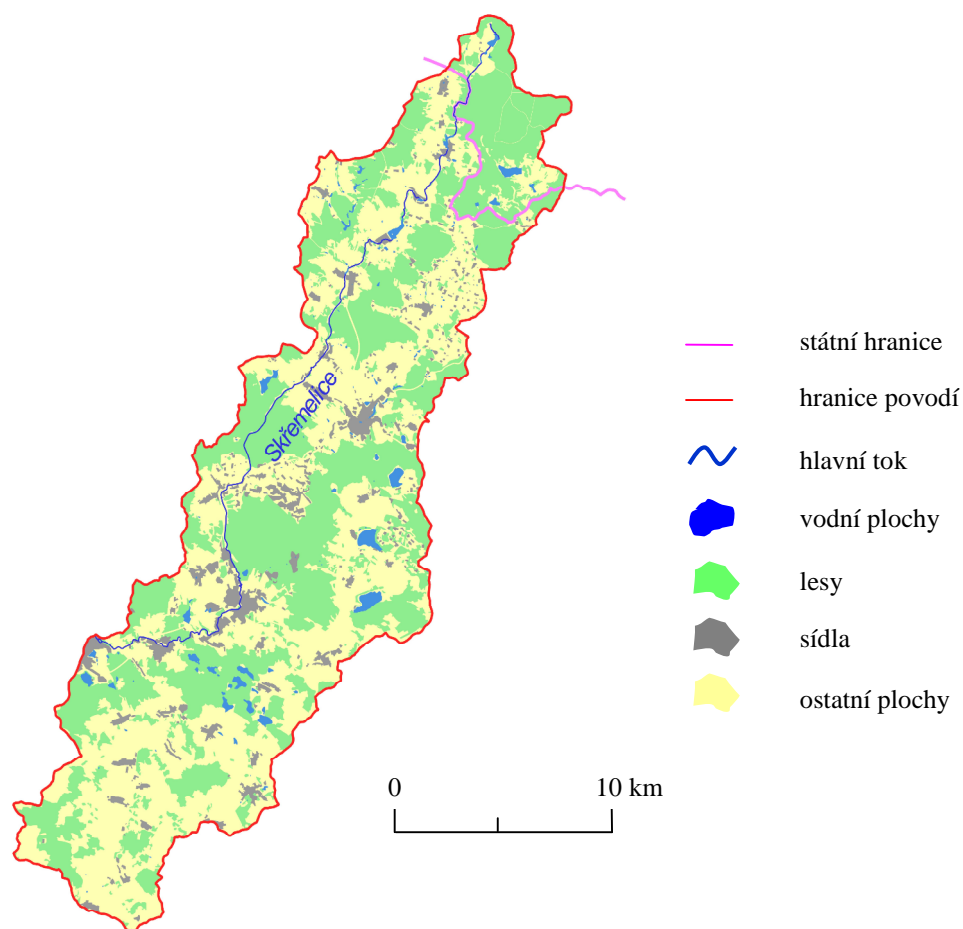 Skřemelice
státní hranice
hranice povodí
hlavní tok
vodní plochy
lesy
sídla
ostatní plochy
0 10 km